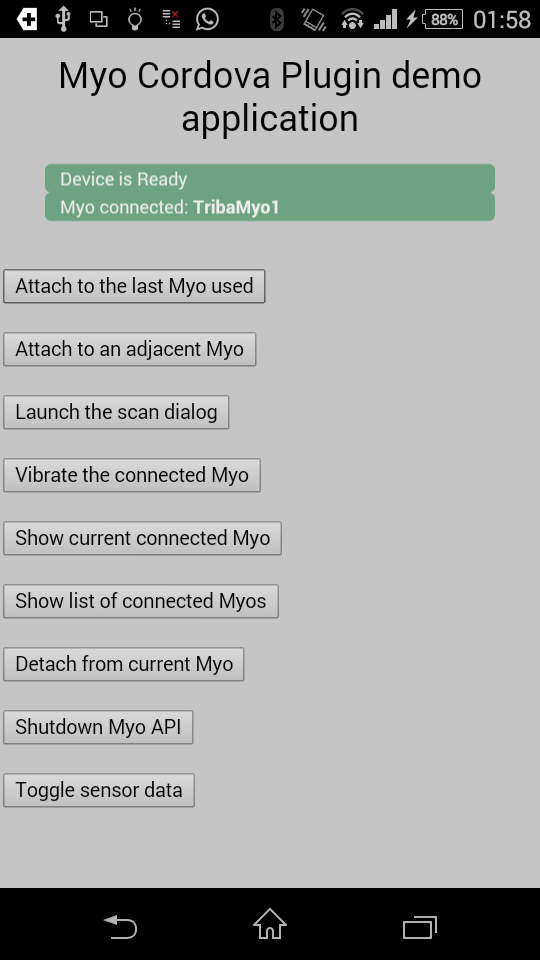 88% 01:58
Myo Cordova Plugin demo
application
Device is Ready
Myo connected: TribaMyo1
Attach to the last Myo used
Attach to an adjacent Myo
Launch the scan dialog
Vibrate the connected Myo
Show current connected Myo
Show list of connected Myos
Detach from current Myo
Shutdown Myo API
Toggle sensor data